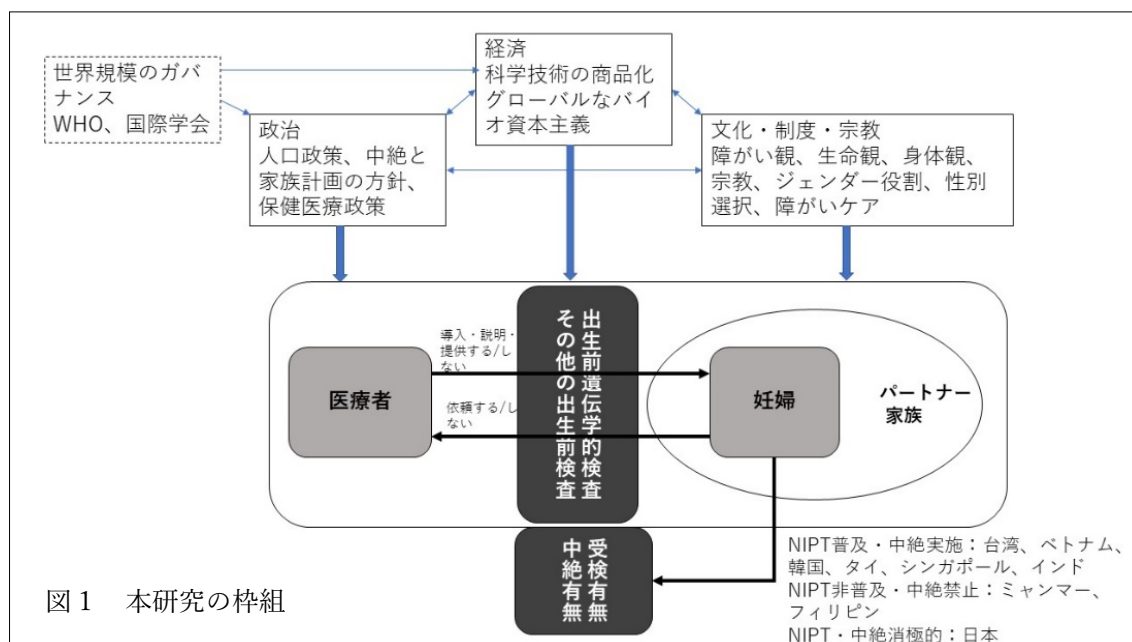 世界規模のガバ
ナンス
WHO、国際学会
経済
科学技術の商品化
グローバルなバイ
オ資本主義
政治
人口政策、中絶と
家族計画の方針、
保健医療政策
文化・制度・宗教
障がい観、生命観、身体観、
宗教、ジェンダー役割、性別
選択、障がいケア
医療者
導入・説明・
提供する/し
ない
依頼する/し
ない
出生前遺伝学的検査
その他の出生前検査
妊婦
パートナー
家族
受検有無
中絶有無
NIPT普及・中絶実施：台湾、ベトナム、
韓国、タイ、シンガポール、インド
NIPT非普及・中絶禁止：ミャンマー、
フィリピン
NIPT・中絶消極的：日本
図１　本研究の枠組